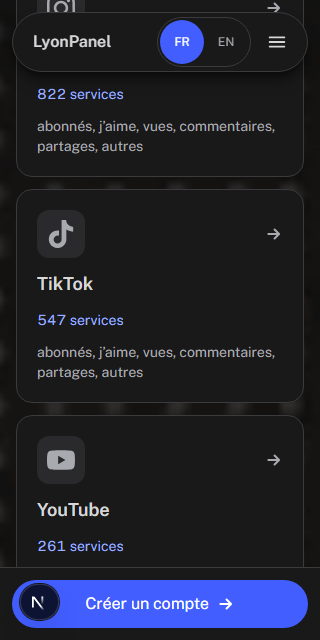 LyonPanel
FR
EN
822 services
abonnés, j'aime, vues, commentaires,
partages, autres
TikTok
547 services
abonnés, j'aime, vues, commentaires,
partages, autres
YouTube
261 services
N
Créer un compte →